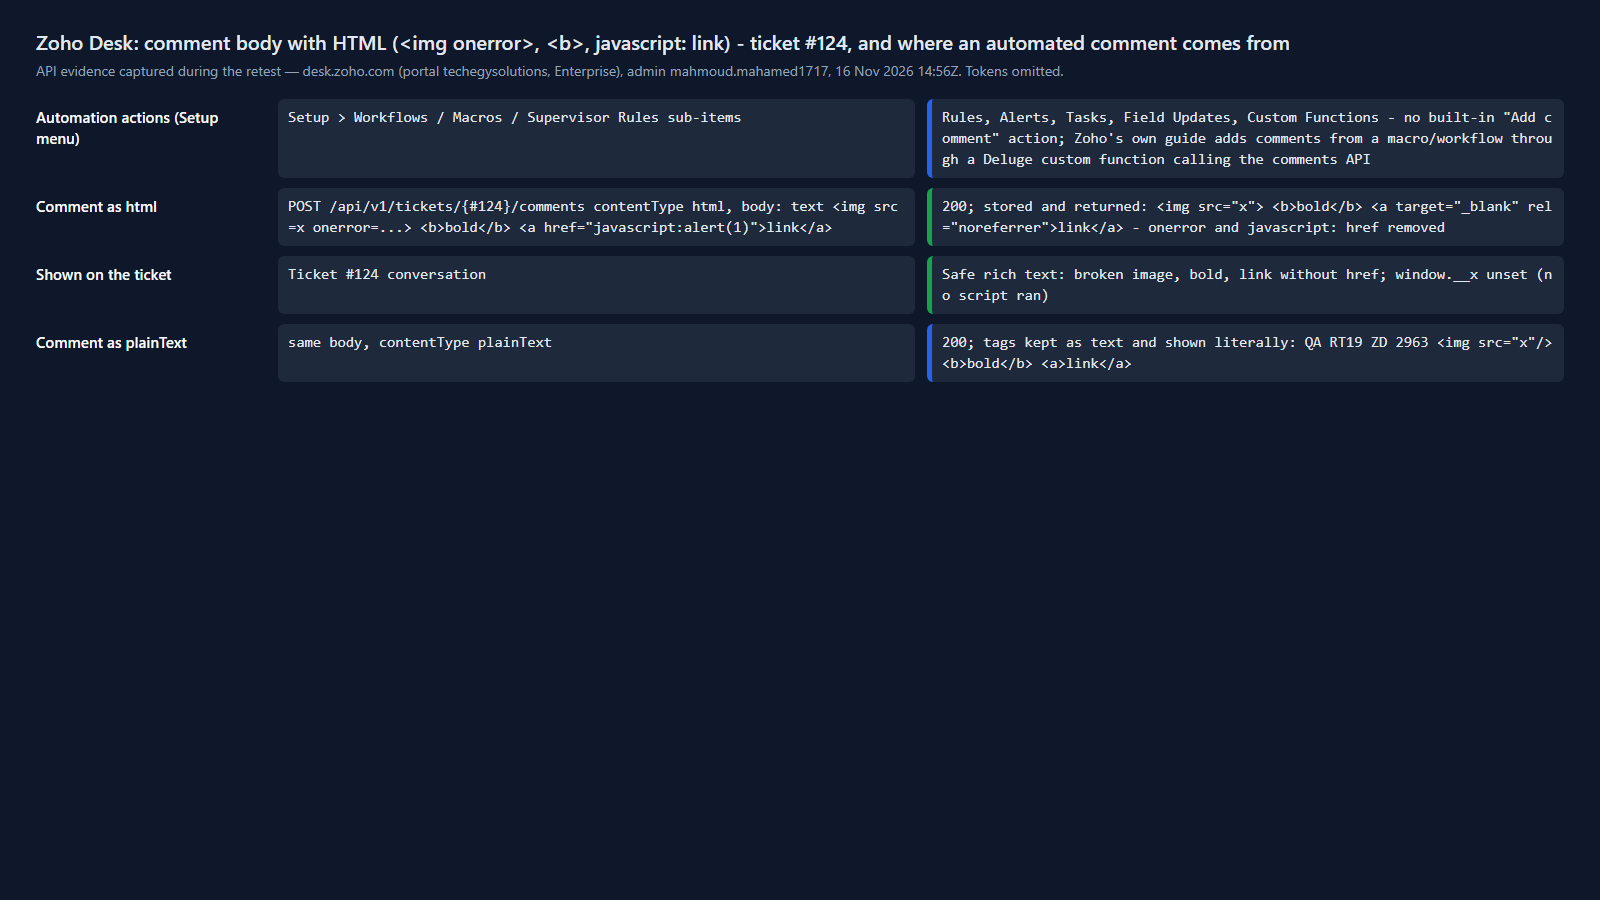 Zoho Desk: comment body with HTML (<img onerror>, <b>, javascript: link) - ticket #124, and where an automated comment comes from
API evidence captured during the retest — desk.zoho.com (portal techegysolutions, Enterprise), admin mahmoud.mahamed1717, 16 Nov 2026 14:56Z. Tokens omitted.
Automation actions (Setup
menu)
Setup > Workflows / Macros / Supervisor Rules sub-items
Rules, Alerts, Tasks, Field Updates, Custom Functions - no built-in "Add c
omment" action; Zoho's own guide adds comments from a macro/workflow throu
gh a Deluge custom function calling the comments API
Comment as html
POST /api/v1/tickets/{#124}/comments contentType html, body: text <img src
=x onerror=...> <b>bold</b> <a href="javascript:alert(1)">link</a>
200; stored and returned: <img src="x"> <b>bold</b> <a target="_blank" rel
="noreferrer">link</a> - onerror and javascript: href removed
Shown on the ticket
Ticket #124 conversation
Safe rich text: broken image, bold, link without href; window.__x unset (n
o script ran)
Comment as plainText
same body, contentType plainText
200; tags kept as text and shown literally: QA RT19 ZD 2963 <img src="x"/>
<b>bold</b> <a>link</a>